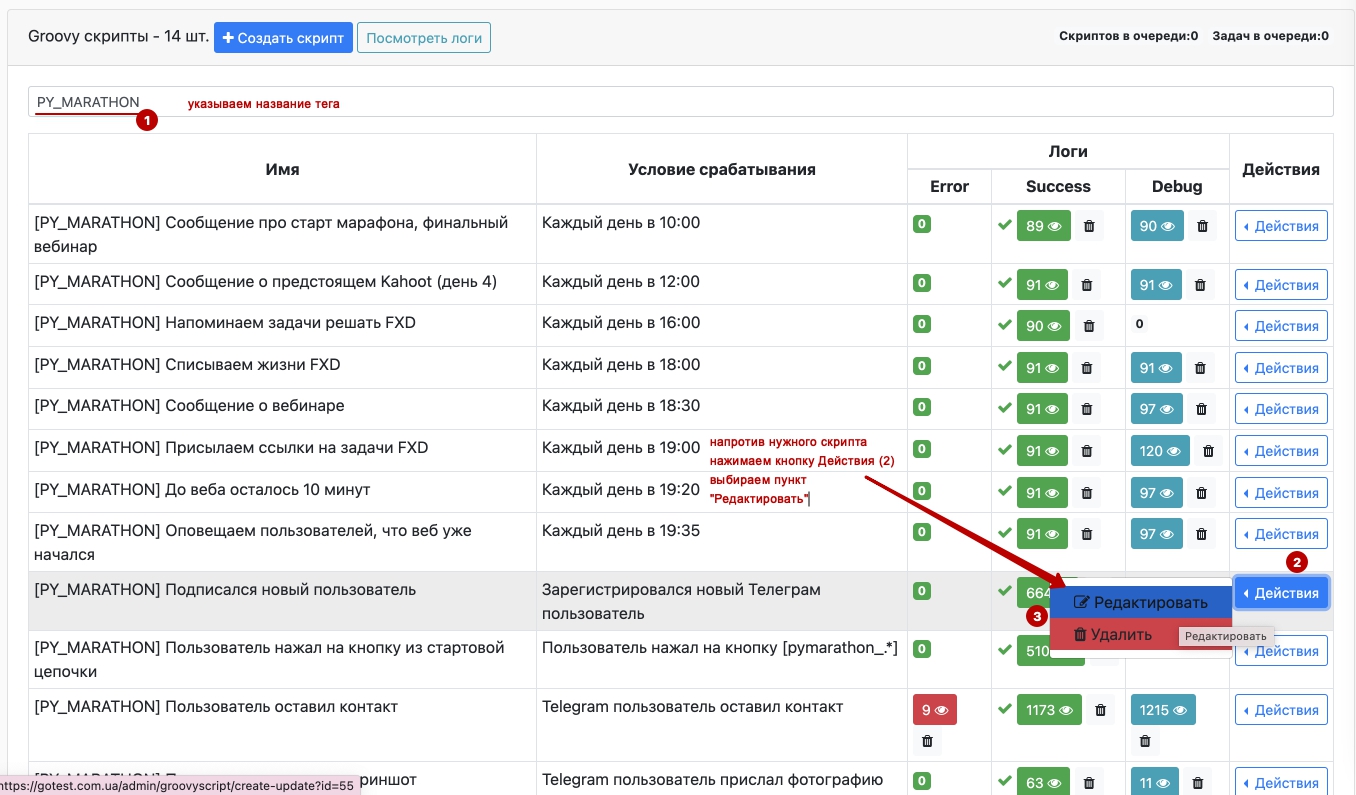 Groovy скрипты - 14 шт. Создать скрипт Посмотреть логи Скриптов в очереди:0 Задач в очереди:0
PY_MARATHON указываем название тега
1
Имя Условие срабатывания Логи Действия
Error Success Debug
[PY_MARATHON] Сообщение про старт марафона, финальный Каждый день в 10:00 0 89 90 Действия
вебинар
[PY_MARATHON] Сообщение о предстоящем Kahoot (день 4) Каждый день в 12:00 0 91 91 Действия
[PY_MARATHON] Напоминаем задачи решать FXD Каждый день в 16:00 0 90 0 Действия
[PY_MARATHON] Списываем жизни FXD Каждый день в 18:00 0 91 91 Действия
[PY_MARATHON] Сообщение о вебинаре Каждый день в 18:30 0 91 97 Действия
[PY_MARATHON] Присылаем ссылки на задачи FXD Каждый день в 19:00 0 91 120 Действия
напротив нужного скрипта
нажимаем кнопку Действия (2)
выбираем пункт
"Редактировать"
[PY_MARATHON] До веба осталось 10 минут Каждый день в 19:20 0 91 97 Действия
[PY_MARATHON] Оповещаем пользователей, что веб уже Каждый день в 19:35 0 91 97 Действия
начался
2
[PY_MARATHON] Подписался новый пользователь Зарегистрировался новый Телеграм 0 664 Действия
пользователь
Редактировать
3
Удалить Редактировать
[PY_MARATHON] Пользователь нажал на кнопку из стартовой Пользователь нажал на кнопку [pymarathon_.*] 0 510 Действия
цепочки
[PY_MARATHON] Пользователь оставил контакт Telegram пользователь оставил контакт 9 1173 1215 Действия
Telegram пользователь прислал фотографию 0 63 11 Действия
https://gotest.com.ua/admin/groovyscript/create-update?id=55